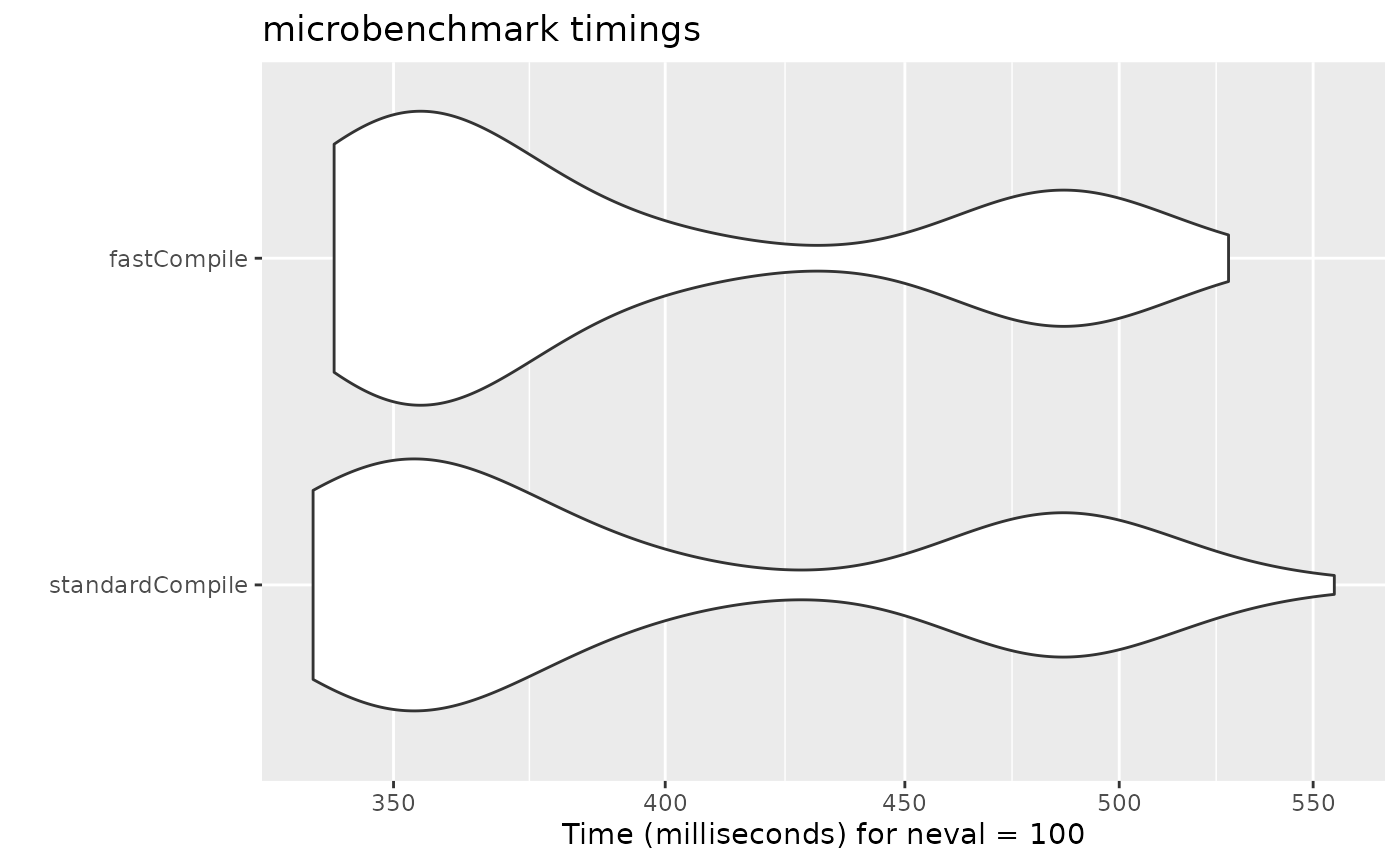 microbenchmark timings
fastCompile
standardCompile
350 400 450 500 550
Time (milliseconds) for neval = 100